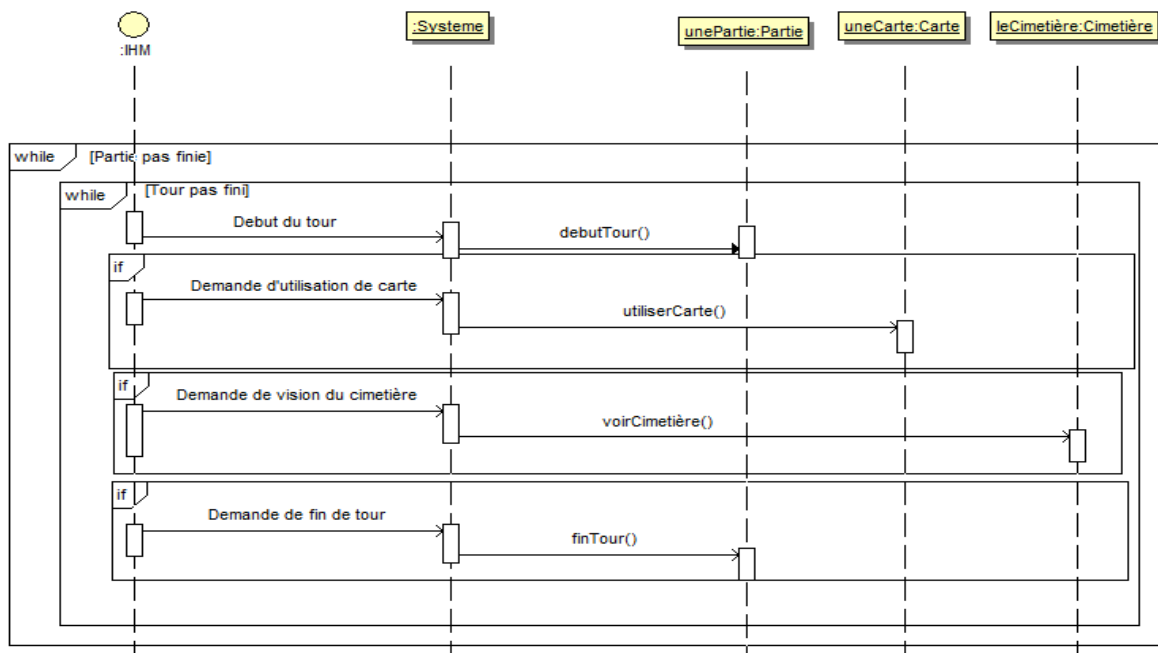 :IHM
:Systeme
unePartie:Partie
uneCarte:Carte
leCimetière:Cimetière
while
[Partie pas finie]
while
[Tour pas fini]
Debut du tour
debutTour()
if
Demande d'utilisation de carte
utiliserCarte()
if
Demande de vision du cimetière
voirCimetière()
if
Demande de fin de tour
finTour()